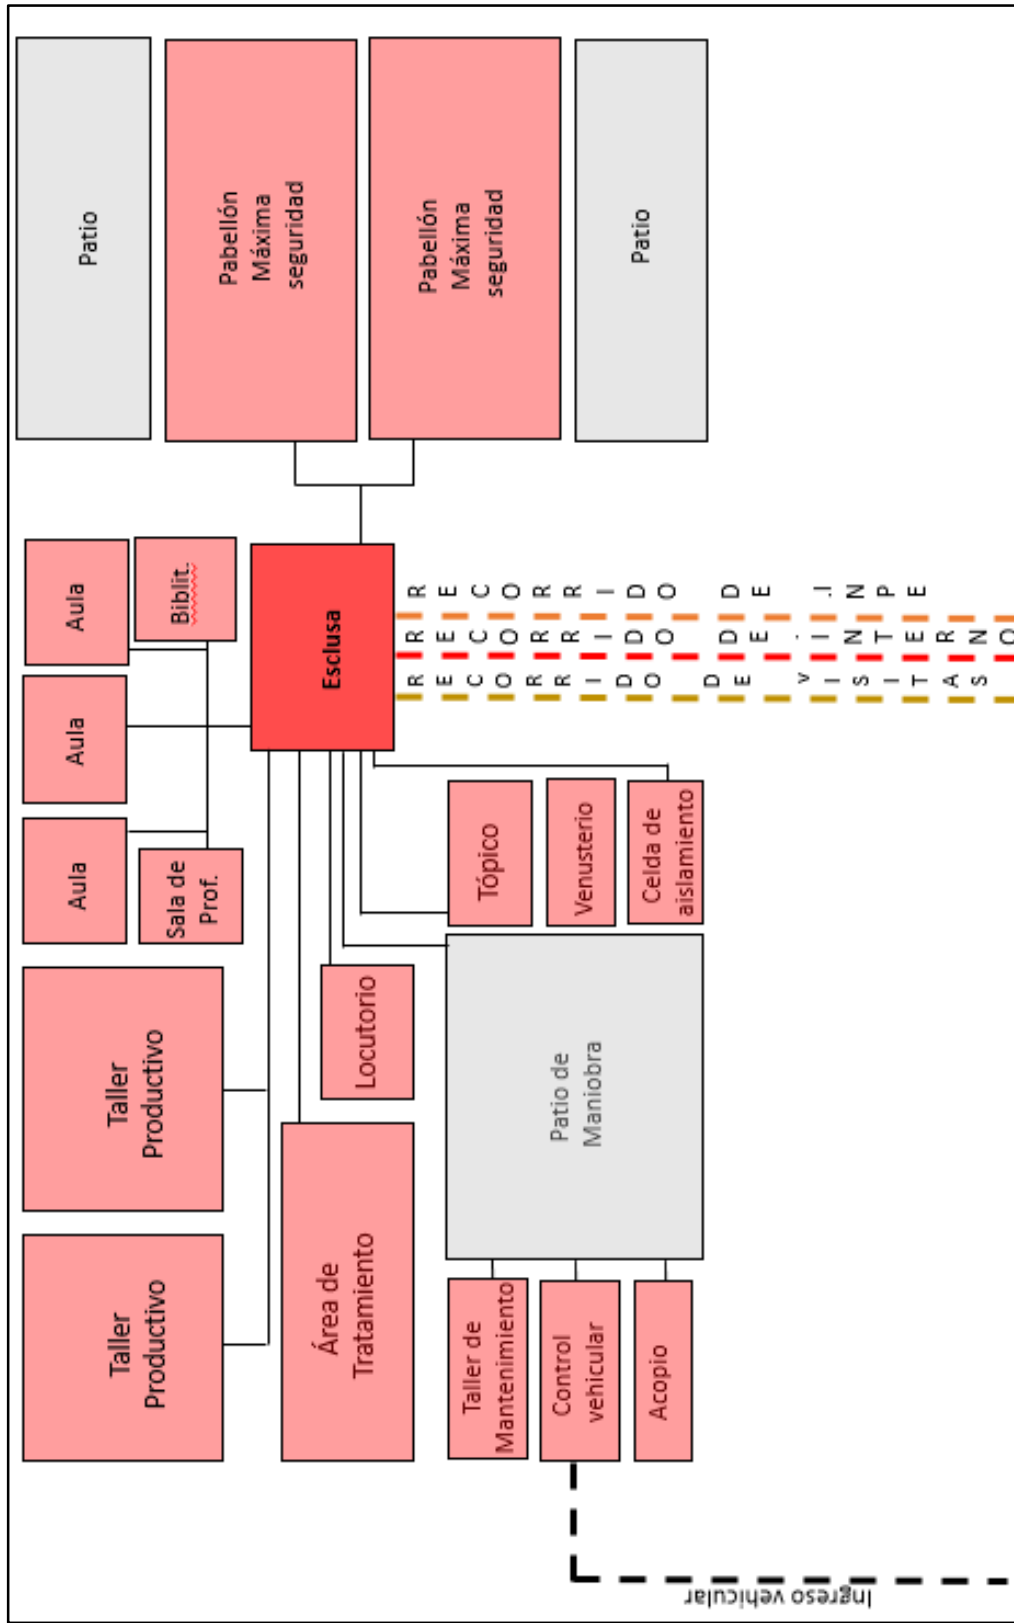 Taller
Productivo
Taller
Productivo
Aula
Aula
Aula
Patio
Sala de
Prof.
Biblit.
Área de
Tratamiento
Locutorio
Esclusa
Pabellón
Máxima
seguridad
Pabellón
Máxima
seguridad
Taller de
Mantenimiento
Control
vehicular
Acopio
Patio de
Maniobra
Tópico
Venusterio
Celda de
aislamiento
Patio
RECORRIDO DE vISITAS
RECORRIDO DE.INTERNO
RECORRIDO DE .INPE
Ingreso vehicular